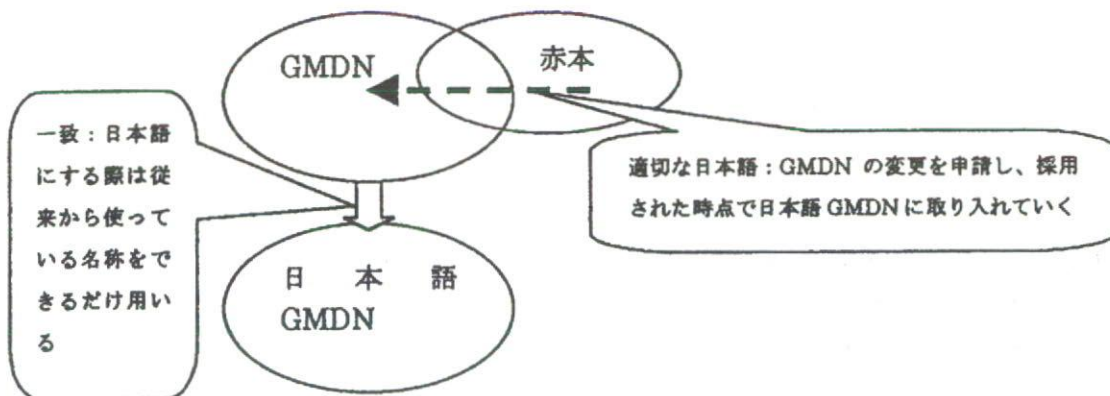 GMDN
赤本
一致：日本語
にする際は従
来から使って
いる名称をで
きるだけ用い
る
適切な日本語：GMDN の変更を申請し、採用
された時点で日本語 GMDN に取り入れていく
日 本 語
GMDN